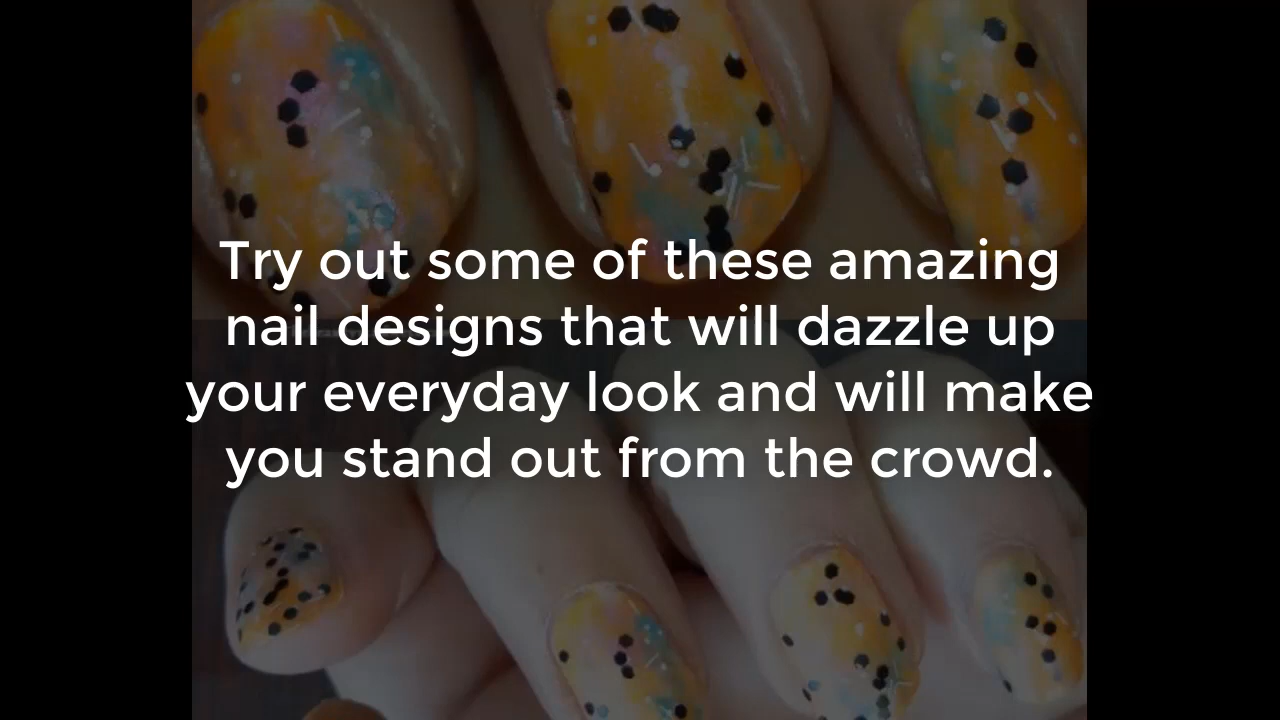 Try out some of these amazing
nail designs that will dazzle up
your everyday look and will make
you stand out from the crowd.